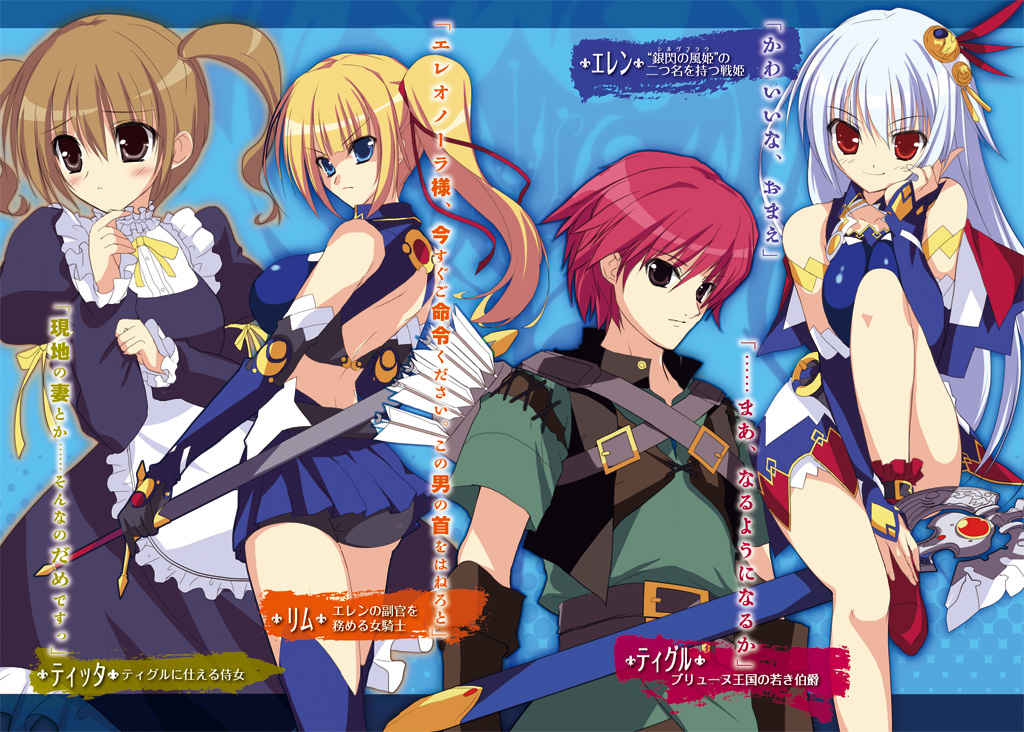 「かわいいな、おまえ」
エレン
シルヴフラウ
“銀閃の風姫”の
二つ名を持つ戦姫
「……まあ、なるようになるか」
ティグル
ブリューヌ王国の若き伯爵
「エレオノーラ様、今すぐご命令ください。この男の首をはねろと」
リム
エレンの副官を
務める女騎士
「現地の妻とか……そんなのだめですっ」
ティッタ
ティグルに仕える侍女